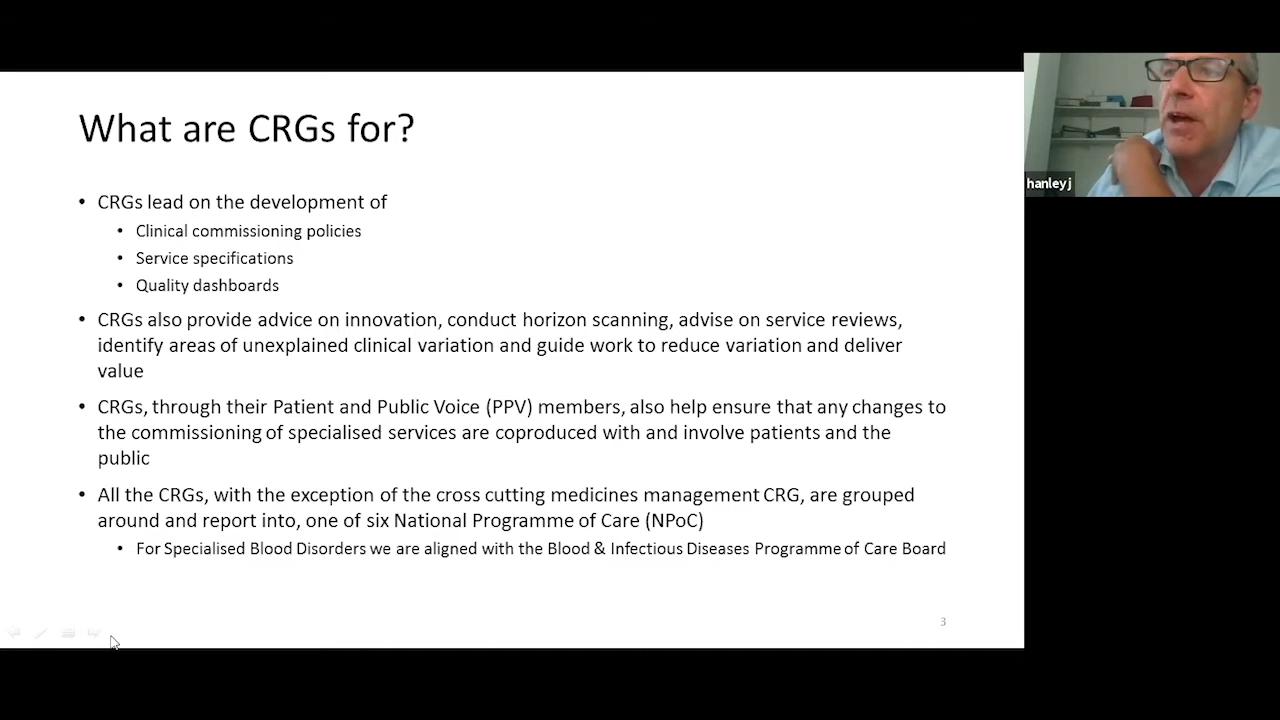 What are CRGs for?
• CRGs lead on the development of
• Clinical commissioning policies
• Service specifications
• Quality dashboards
• CRGs also provide advice on innovation, conduct horizon scanning, advise on service reviews,
identify areas of unexplained clinical variation and guide work to reduce variation and deliver
value
• CRGs, through their Patient and Public Voice (PPV) members, also help ensure that any changes to
the commissioning of specialised services are coproduced with and involve patients and the
public
• All the CRGs, with the exception of the cross cutting medicines management CRG, are grouped
around and report into, one of six National Programme of Care (NPoC)
• For Specialised Blood Disorders we are aligned with the Blood & Infectious Diseases Programme of Care Board
3
hanley j